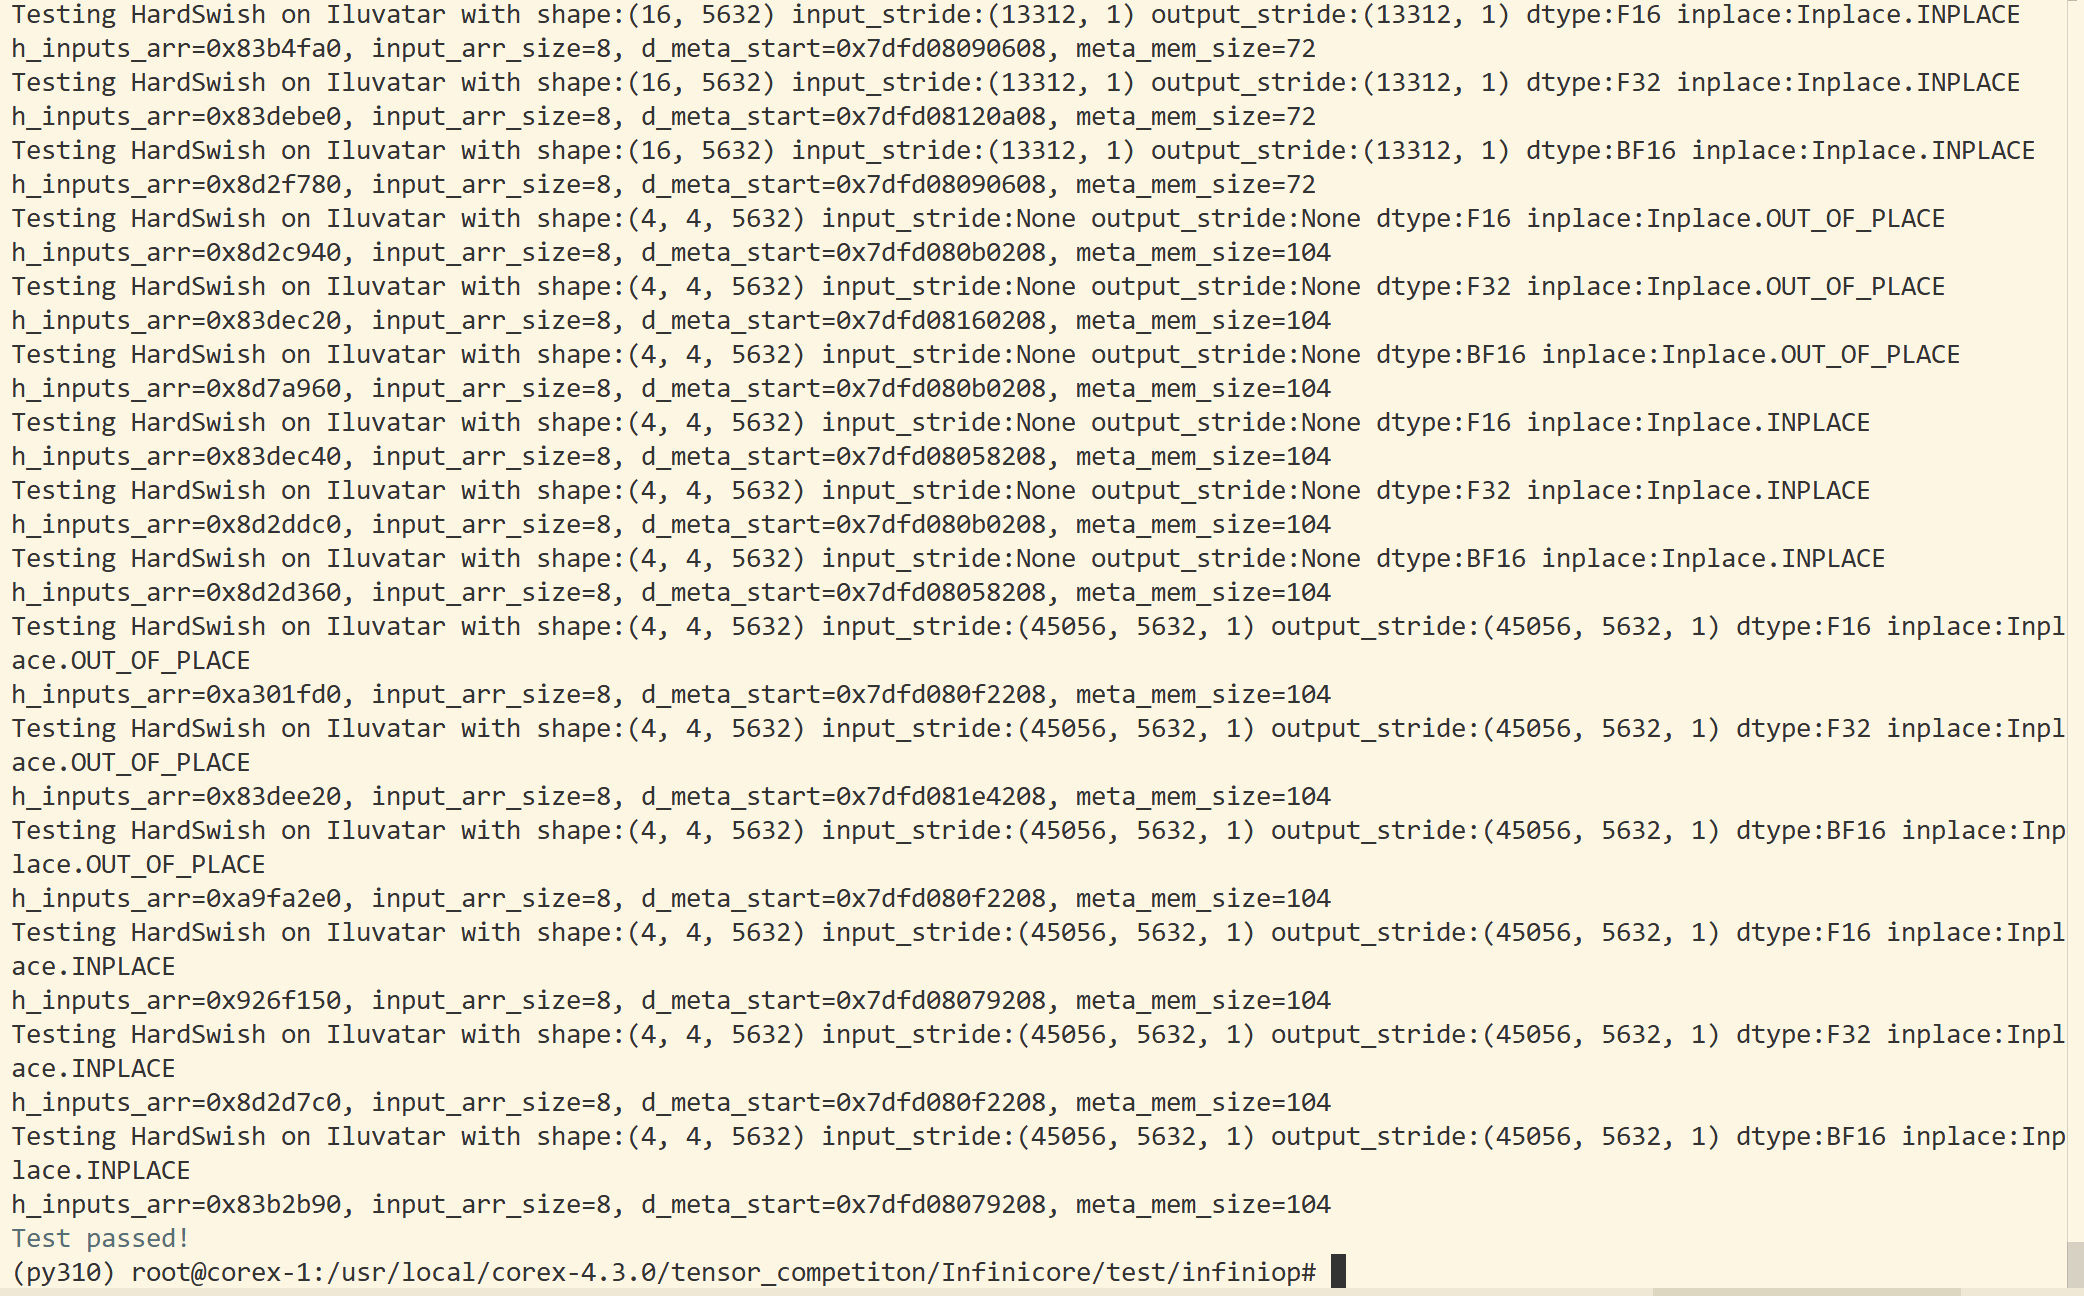 Testing HardSwish on Iluvatar with shape:(16, 5632) input_stride:(13312, 1) output_stride:(13312, 1) dtype:F16 inplace:Inplace.INPLACE
h_inputs_arr=0x83b4fa0, input_arr_size=8, d_meta_start=0x7dfd08090608, meta_mem_size=72
Testing HardSwish on Iluvatar with shape:(16, 5632) input_stride:(13312, 1) output_stride:(13312, 1) dtype:F32 inplace:Inplace.INPLACE
h_inputs_arr=0x83debe0, input_arr_size=8, d_meta_start=0x7dfd08120a08, meta_mem_size=72
Testing HardSwish on Iluvatar with shape:(16, 5632) input_stride:(13312, 1) output_stride:(13312, 1) dtype:BF16 inplace:Inplace.INPLACE
h_inputs_arr=0x8d2f780, input_arr_size=8, d_meta_start=0x7dfd08090608, meta_mem_size=72
Testing HardSwish on Iluvatar with shape:(4, 4, 5632) input_stride:None output_stride:None dtype:F16 inplace:Inplace.OUT_OF_PLACE
h_inputs_arr=0x8d2c940, input_arr_size=8, d_meta_start=0x7dfd080b0208, meta_mem_size=104
Testing HardSwish on Iluvatar with shape:(4, 4, 5632) input_stride:None output_stride:None dtype:F32 inplace:Inplace.OUT_OF_PLACE
h_inputs_arr=0x83dec20, input_arr_size=8, d_meta_start=0x7dfd08160208, meta_mem_size=104
Testing HardSwish on Iluvatar with shape:(4, 4, 5632) input_stride:None output_stride:None dtype:BF16 inplace:Inplace.OUT_OF_PLACE
h_inputs_arr=0x8d7a960, input_arr_size=8, d_meta_start=0x7dfd080b0208, meta_mem_size=104
Testing HardSwish on Iluvatar with shape:(4, 4, 5632) input_stride:None output_stride:None dtype:F16 inplace:Inplace.INPLACE
h_inputs_arr=0x83dec40, input_arr_size=8, d_meta_start=0x7dfd08058208, meta_mem_size=104
Testing HardSwish on Iluvatar with shape:(4, 4, 5632) input_stride:None output_stride:None dtype:F32 inplace:Inplace.INPLACE
h_inputs_arr=0x8d2ddc0, input_arr_size=8, d_meta_start=0x7dfd080b0208, meta_mem_size=104
Testing HardSwish on Iluvatar with shape:(4, 4, 5632) input_stride:None output_stride:None dtype:BF16 inplace:Inplace.INPLACE
h_inputs_arr=0x8d2d360, input_arr_size=8, d_meta_start=0x7dfd08058208, meta_mem_size=104
Testing HardSwish on Iluvatar with shape:(4, 4, 5632) input_stride:(45056, 5632, 1) output_stride:(45056, 5632, 1) dtype:F16 inplace:Inpl
ace.OUT_OF_PLACE
h_inputs_arr=0xa301fd0, input_arr_size=8, d_meta_start=0x7dfd080f2208, meta_mem_size=104
Testing HardSwish on Iluvatar with shape:(4, 4, 5632) input_stride:(45056, 5632, 1) output_stride:(45056, 5632, 1) dtype:F32 inplace:Inpl
ace.OUT_OF_PLACE
h_inputs_arr=0x83dee20, input_arr_size=8, d_meta_start=0x7dfd081e4208, meta_mem_size=104
Testing HardSwish on Iluvatar with shape:(4, 4, 5632) input_stride:(45056, 5632, 1) output_stride:(45056, 5632, 1) dtype:BF16 inplace:Inp
lace.OUT_OF_PLACE
h_inputs_arr=0xa9fa2e0, input_arr_size=8, d_meta_start=0x7dfd080f2208, meta_mem_size=104
Testing HardSwish on Iluvatar with shape:(4, 4, 5632) input_stride:(45056, 5632, 1) output_stride:(45056, 5632, 1) dtype:F16 inplace:Inpl
ace.INPLACE
h_inputs_arr=0x926f150, input_arr_size=8, d_meta_start=0x7dfd08079208, meta_mem_size=104
Testing HardSwish on Iluvatar with shape:(4, 4, 5632) input_stride:(45056, 5632, 1) output_stride:(45056, 5632, 1) dtype:F32 inplace:Inpl
ace.INPLACE
h_inputs_arr=0x8d2d7c0, input_arr_size=8, d_meta_start=0x7dfd080f2208, meta_mem_size=104
Testing HardSwish on Iluvatar with shape:(4, 4, 5632) input_stride:(45056, 5632, 1) output_stride:(45056, 5632, 1) dtype:BF16 inplace:Inp
lace.INPLACE
h_inputs_arr=0x83b2b90, input_arr_size=8, d_meta_start=0x7dfd08079208, meta_mem_size=104
Test passed!
(py310) root@corex-1:/usr/local/corex-4.3.0/tensor_competiton/Infinicore/test/infiniop#